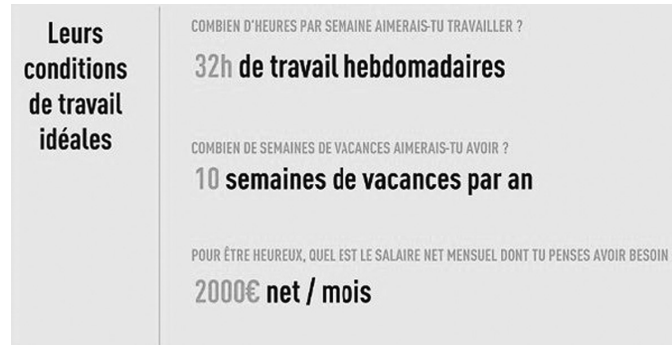 Leurs
conditions
de travail
idéales
COMBIEN D'HEURES PAR SEMAINE AIMERAIS-TU TRAVAILLER ?
32h de travail hebdomadaires
COMBIEN DE SEMAINES DE VACANCES AIMERAIS-TU AVOIR ?
10 semaines de vacances par an
POUR ÊTRE HEUREUX, QUEL EST LE SALAIRE NET MENSUEL DONT TU PENSES AVOIR BESOIN
2000€ net / mois